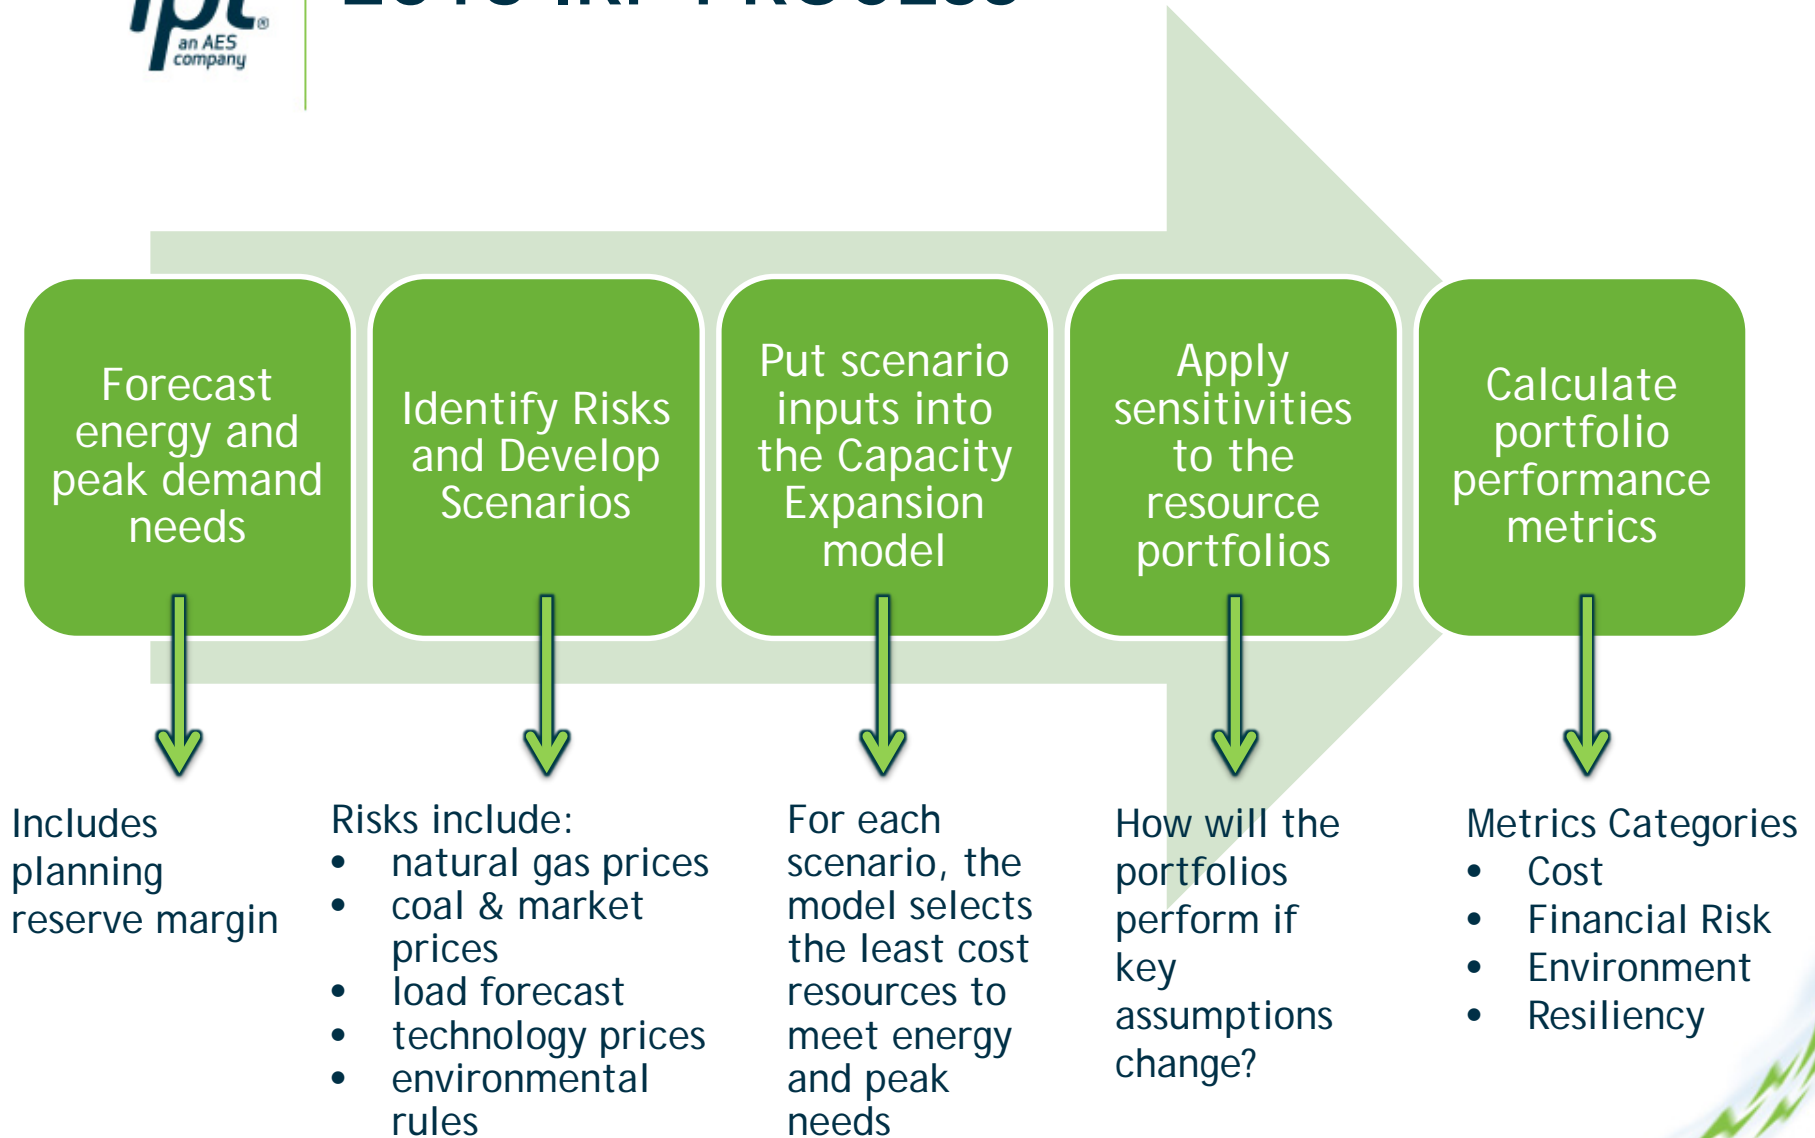 ipl®
an AES
company
2016 IRP PROCESS
Forecast
energy and
peak demand
needs
Identify Risks
and Develop
Scenarios
Put scenario
inputs into
the Capacity
Expansion
model
Apply
sensitivities
to the
resource
portfolios
Calculate
portfolio
performance
metrics
Includes
planning
reserve margin
Risks include:
• natural gas prices
• coal & market
prices
• load forecast
• technology prices
• environmental
rules
For each
scenario, the
model selects
the least cost
resources to
meet energy
and peak
needs
How will the
portfolios
perform if
key
assumptions
change?
Metrics Categories
• Cost
• Financial Risk
• Environment
• Resiliency